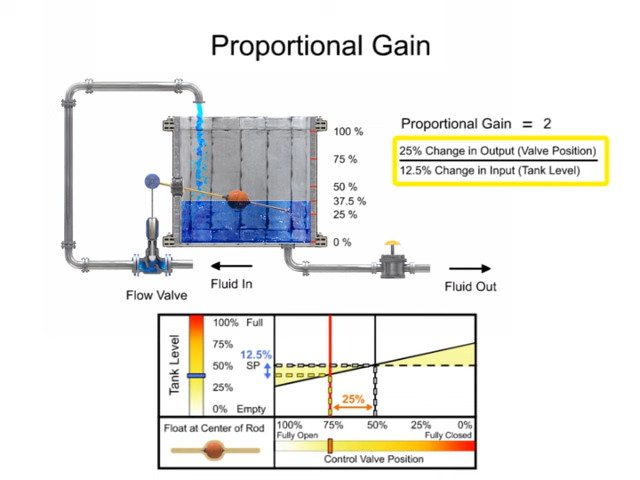 Proportional Gain
Proportional Gain = 2
25% Change in Output (Valve Position)
12.5% Change in Input (Tank Level)
100 %
75 %
50 %
37.5 %
25 %
0 %
Flow Valve
Fluid In
Fluid Out
Tank Level
100% Full
75%
12.5%
50% SP
25%
0% Empty
25%
Float at Center of Rod
100% 75% 50% 25% 0%
Fully Open Fully Closed
Control Valve Position